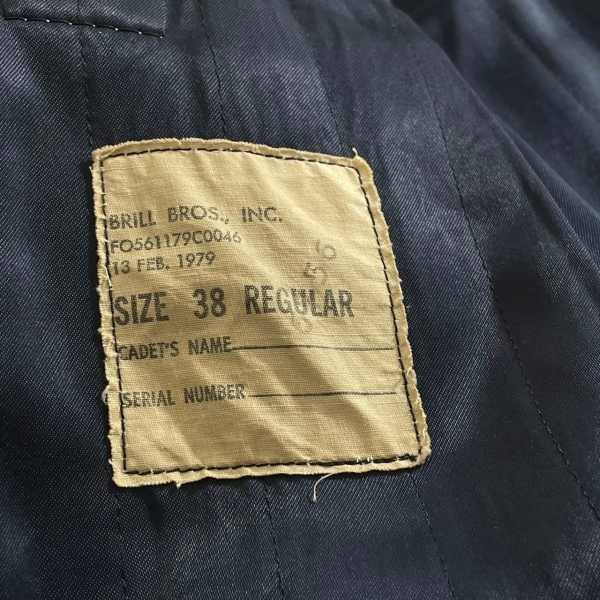 BRILL BROS., INC.
FO561179C0046
13 FEB. 1979
SIZE 38 REGULAR
CADET'S NAME
SERIAL NUMBER